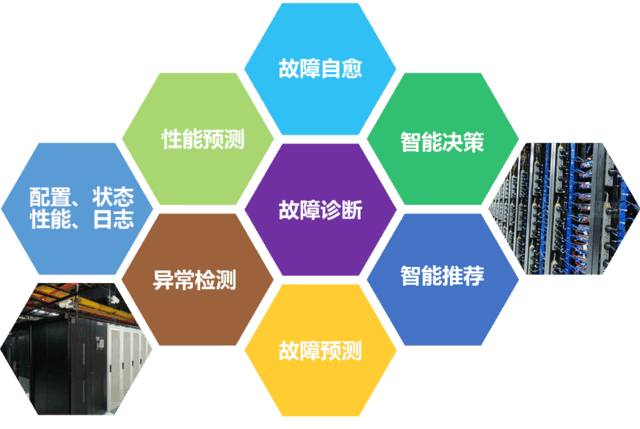 故障自愈
性能预测
智能决策
配置、状态
性能、日志
故障诊断
异常检测
智能推荐
故障预测